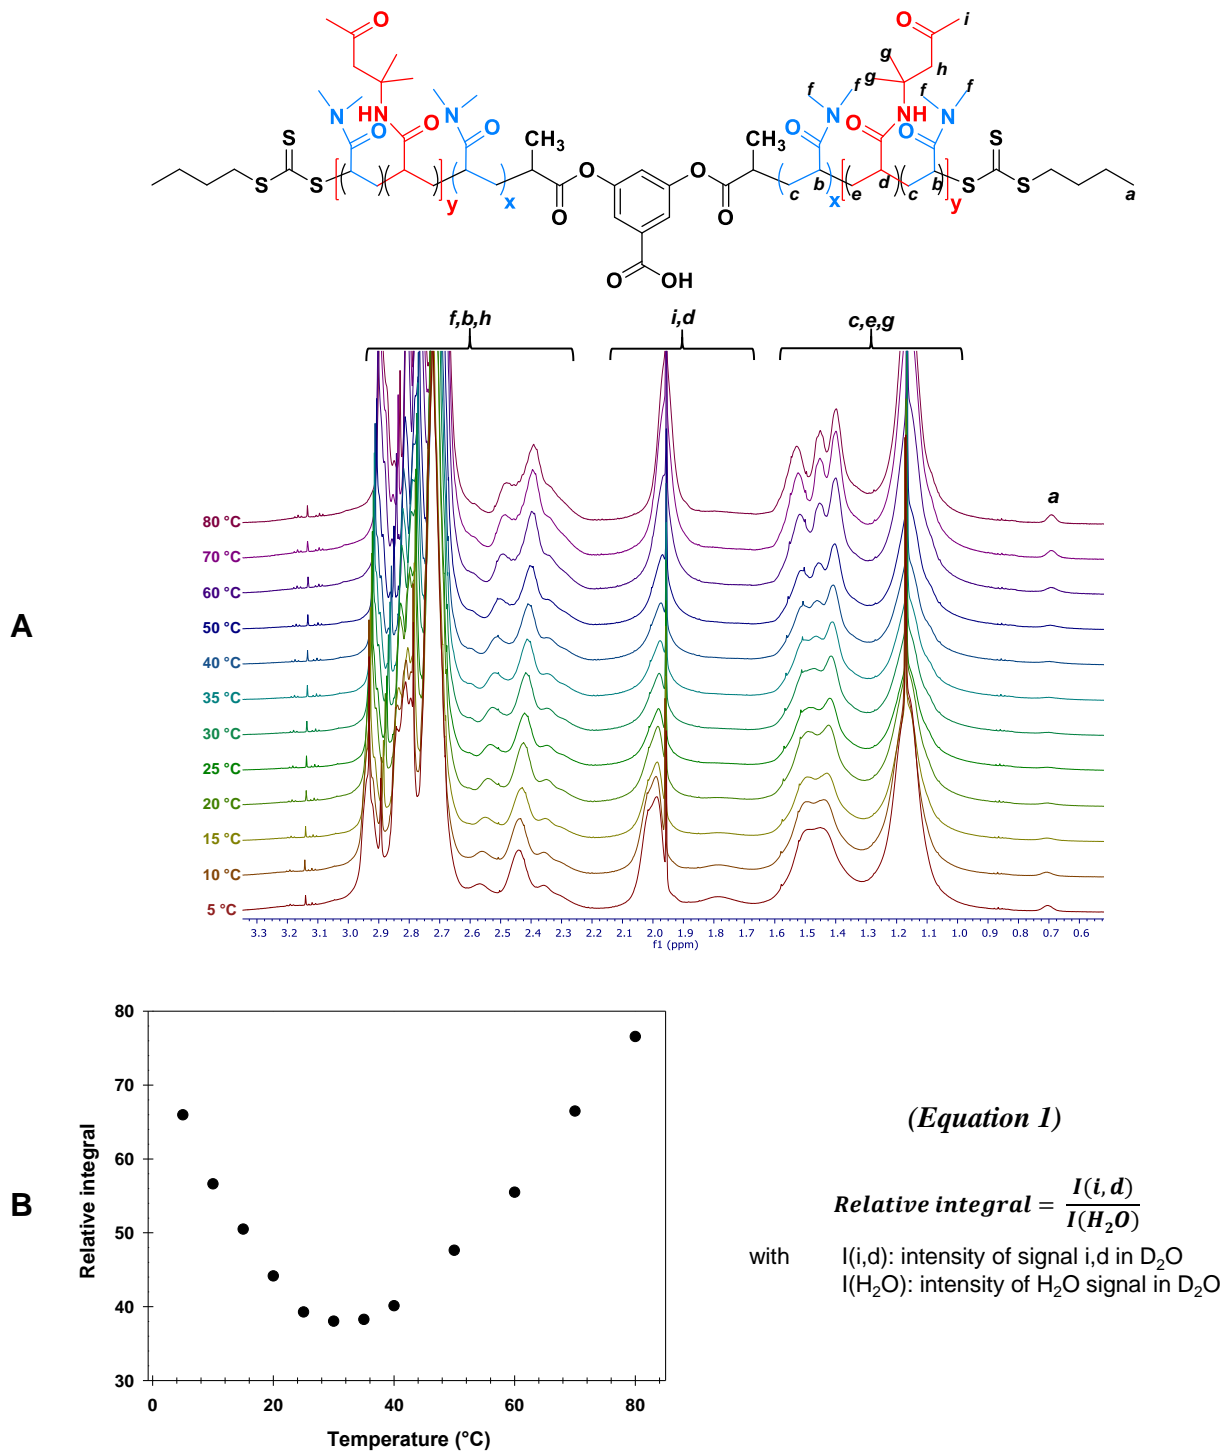 O i
O
g
h
g
f f f
N HN N N HN N
O O O O O O
S CH3 CH3 S
S S O O S S
y x O O c b x e d c b y a
O OH
f,b,h i,d c,e,g
a
80 °C
70 °C
60 °C
50 °C
A
40 °C
35 °C
30 °C
25 °C
20 °C
15 °C
10 °C
5 °C
3.3 3.2 3.1 3.0 2.9 2.8 2.7 2.6 2.5 2.4 2.3 2.2 2.1 2.0 1.9 1.8 1.7 1.6 1.5 1.4 1.3 1.2 1.1 1.0 0.9 0.8 0.7 0.6
f1 (ppm)
B
Relative integral
80
70
60
50
40
30
0 20 40 60 80
Temperature (°C)
(Equation 1)
Relative integral = I(i, d)
I(H₂O)
with I(i,d): intensity of signal i,d in D₂O
I(H₂O): intensity of H₂O signal in D₂O